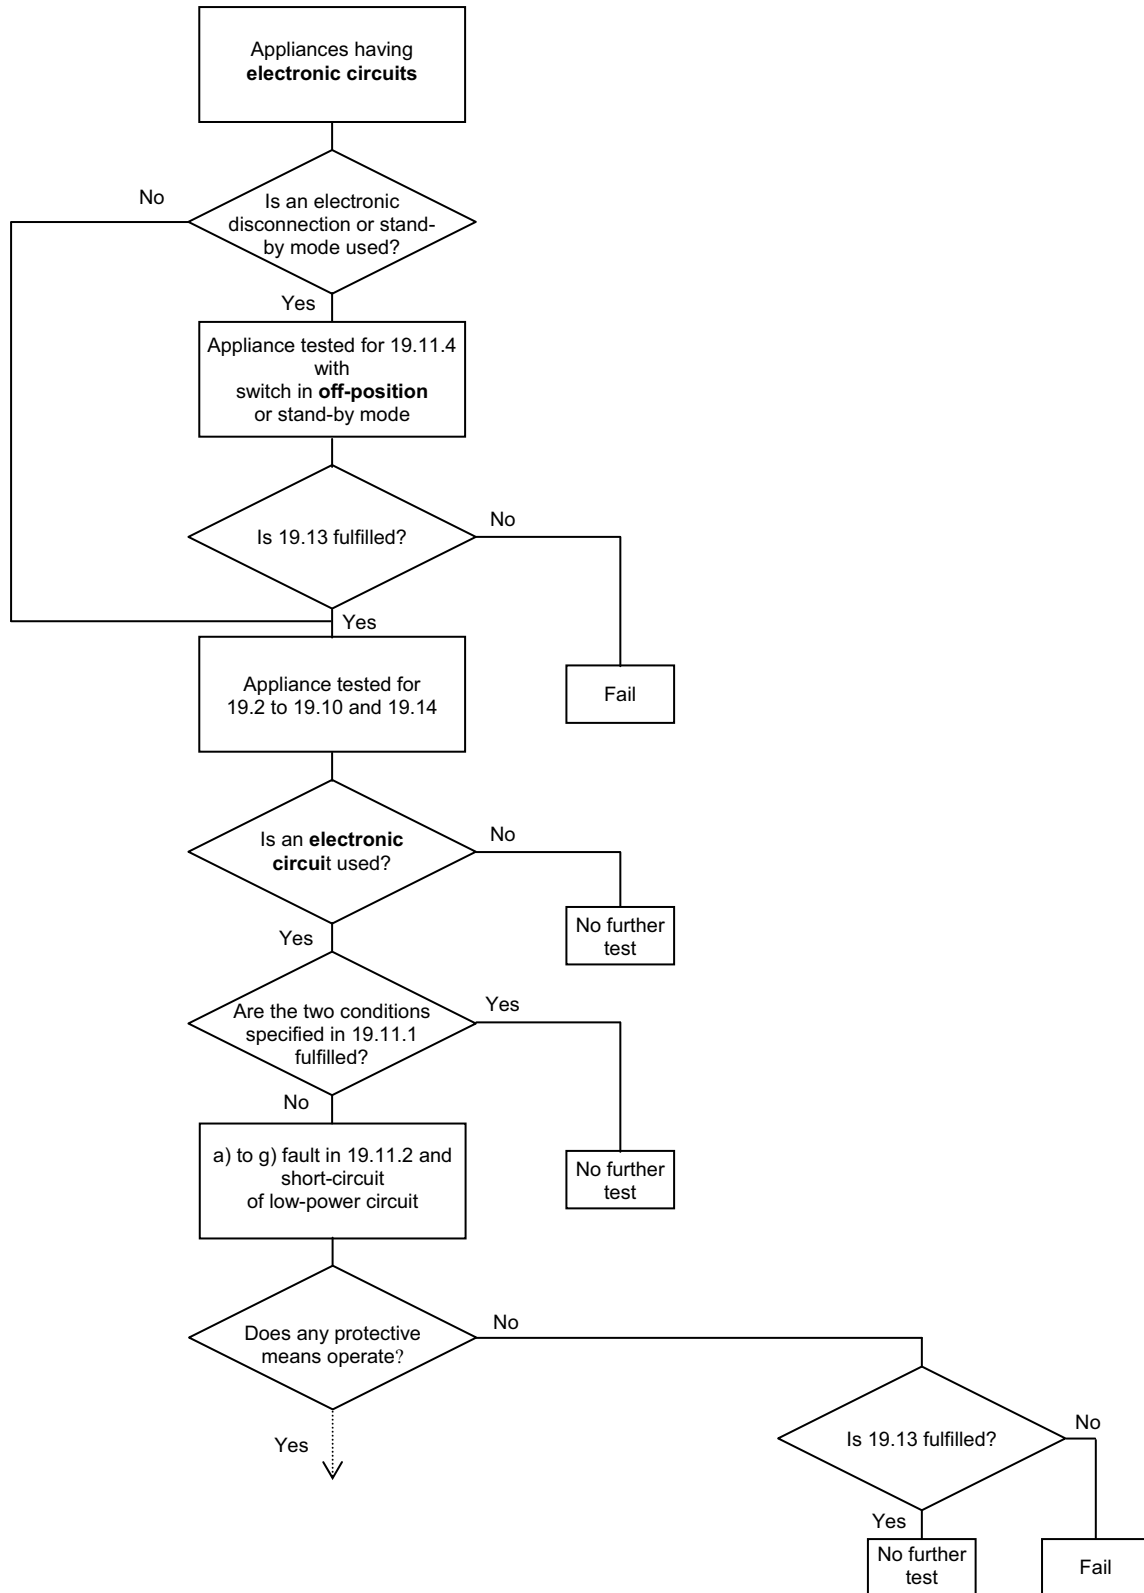 Appliances having
electronic circuits
No
Is an electronic
disconnection or stand-
by mode used?
Yes
Appliance tested for 19.11.4
with
switch in off-position
or stand-by mode
Is 19.13 fulfilled?
No
Yes
Appliance tested for
19.2 to 19.10 and 19.14
Fail
Is an electronic
circuit used?
No
No further
test
Yes
Are the two conditions
specified in 19.11.1
fulfilled?
Yes
No
a) to g) fault in 19.11.2 and
short-circuit
of low-power circuit
No further
test
Does any protective
means operate?
No
Yes
Is 19.13 fulfilled?
No
Yes
No further
test
Fail